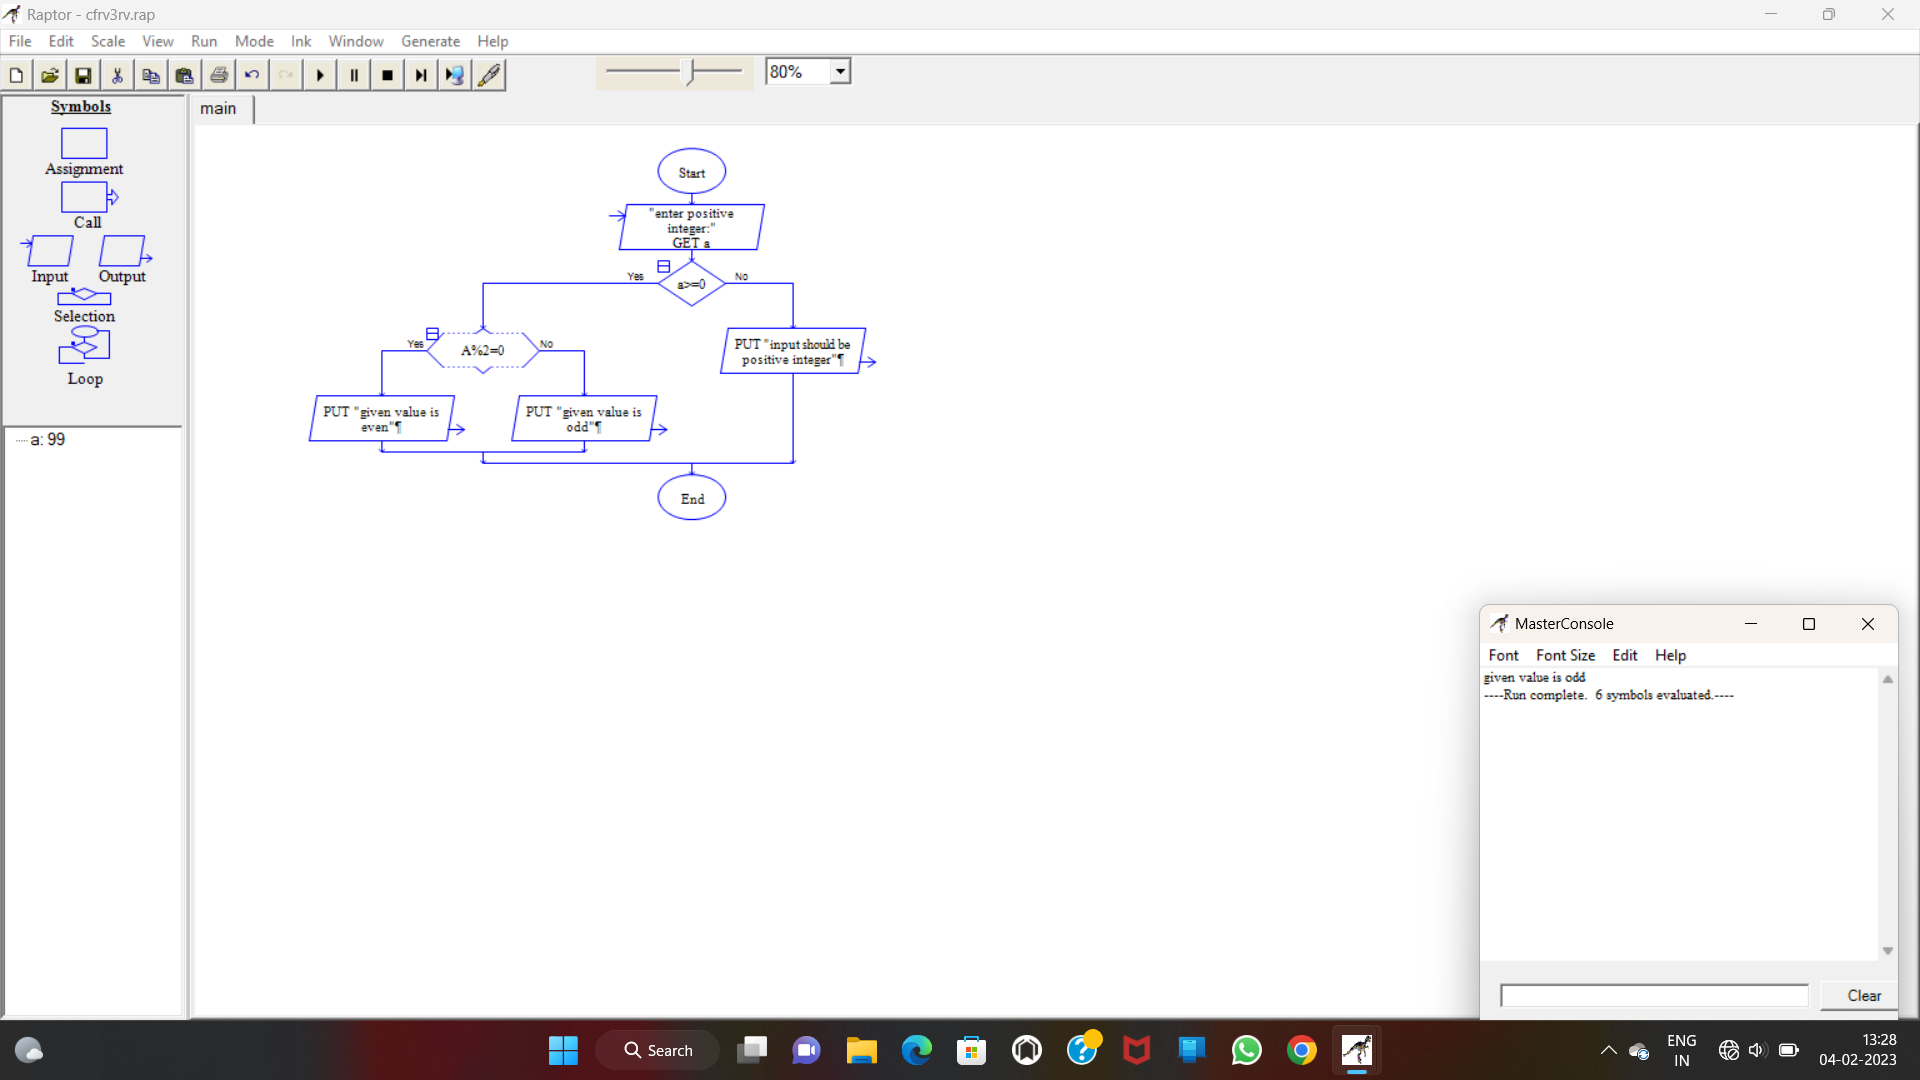 Raptor - cfrv3rv.rap
File Edit Scale View Run Mode Ink Window Generate Help
80%
Symbols
Assignment
Call
Input Output
Selection
Loop
a: 99
main
Start
"enter positive
integer:"
GET a
Yes a>=0 No
Yes A%2=0 No
PUT "input should be
positive integer"¶
PUT "given value is
even"¶
PUT "given value is
odd"¶
End
MasterConsole
Font Font Size Edit Help
given value is odd
----Run complete. 6 symbols evaluated.----
Clear
Search
ENG
IN
13:28
04-02-2023